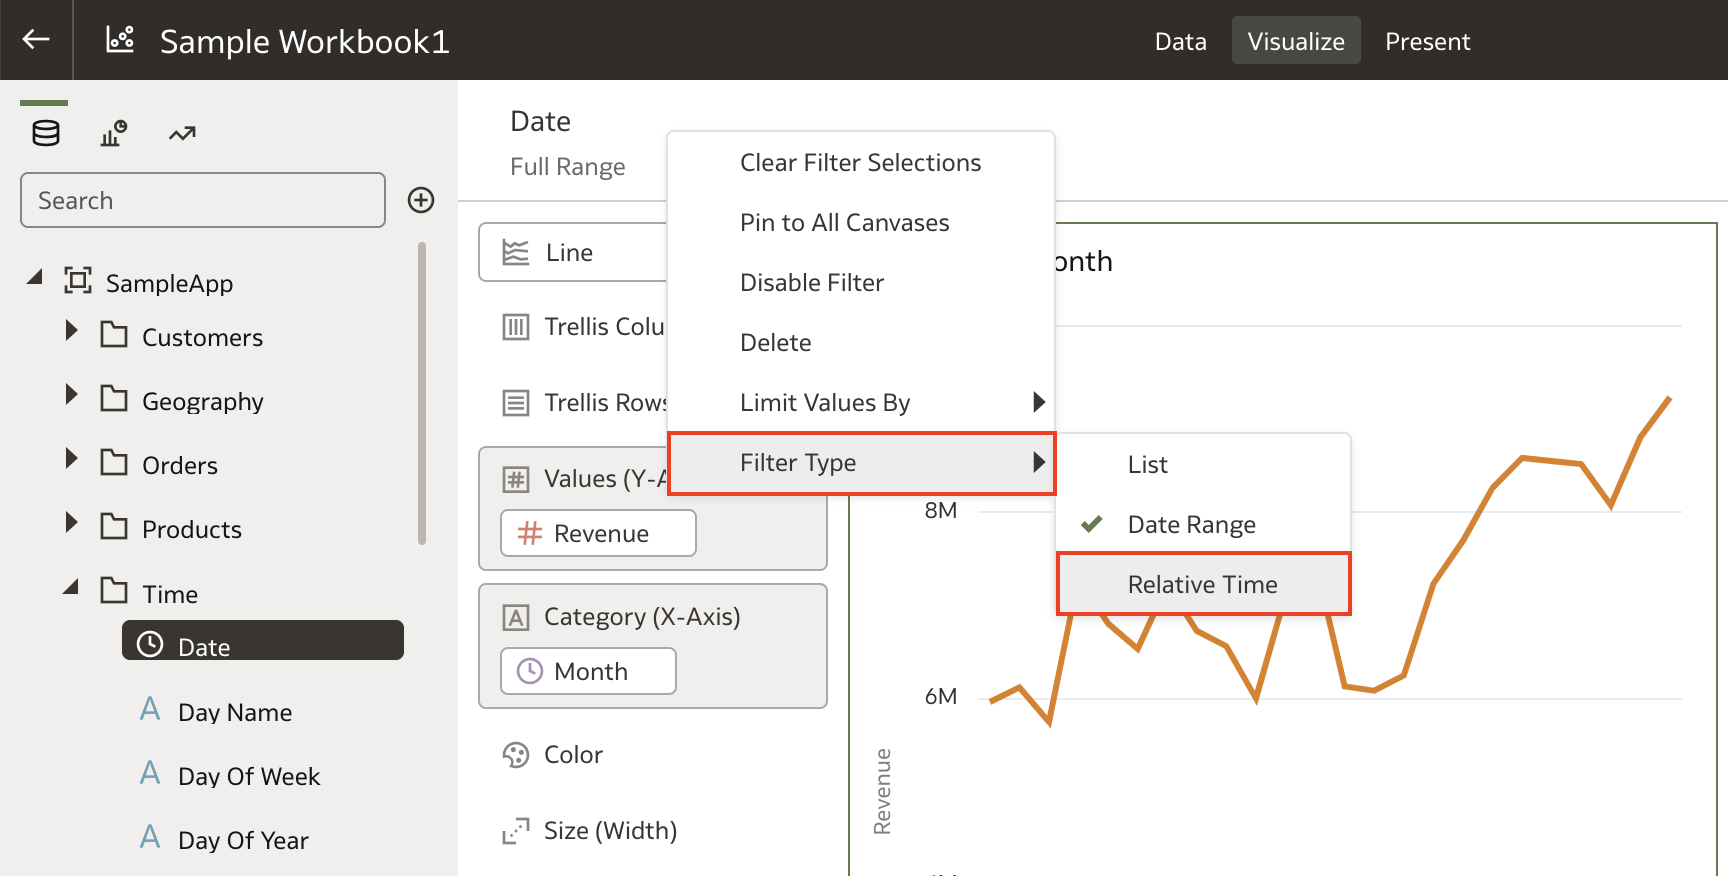 Sample Workbook1
Data
Visualize
Present
Search
SampleApp
Customers
Geography
Orders
Products
Time
Date
Day Name
Day Of Week
Day Of Year
Date
Full Range
Line
Trellis Colu
Trellis Rows
Values (Y-A
Revenue
Category (X-Axis)
Month
Color
Size (Width)
Clear Filter Selections
Pin to All Canvases
Disable Filter
Delete
Limit Values By
Filter Type
List
Date Range
Relative Time
onth
8M
6M
Revenue